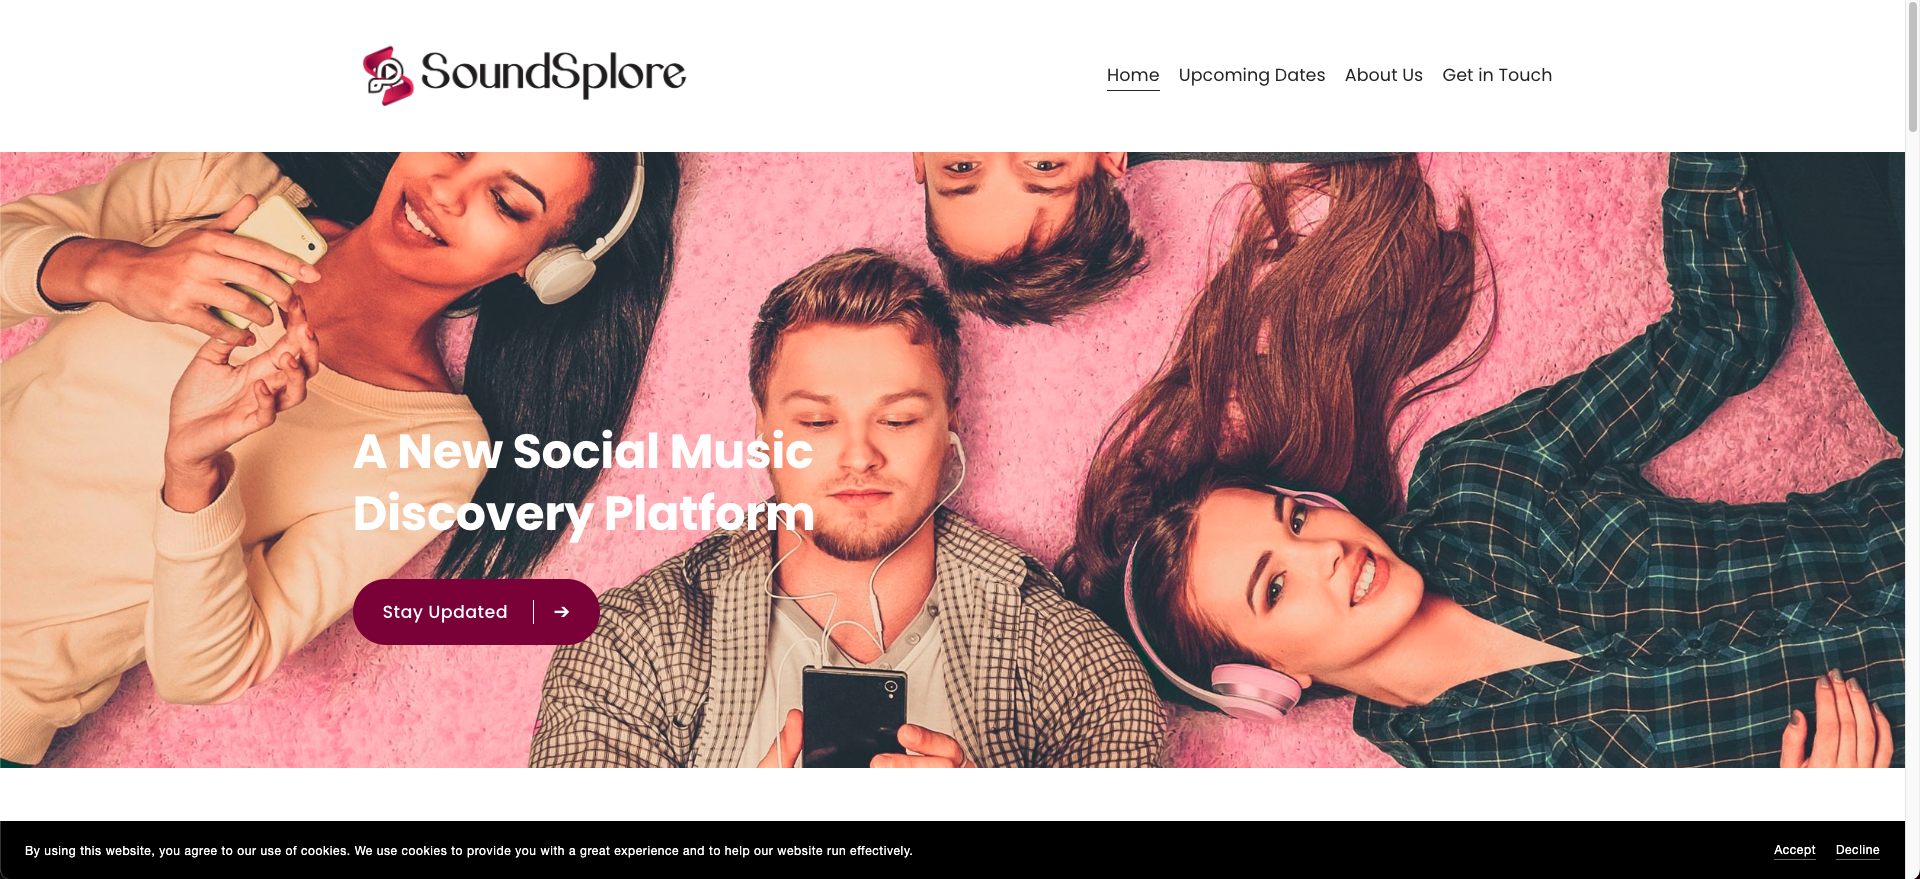 SoundSplore
Home Upcoming Dates About Us Get in Touch
A New Social Music
Discovery Platform
Stay Updated ➔
By using this website, you agree to our use of cookies. We use cookies to provide you with a great experience and to help our website run effectively.
Accept Decline